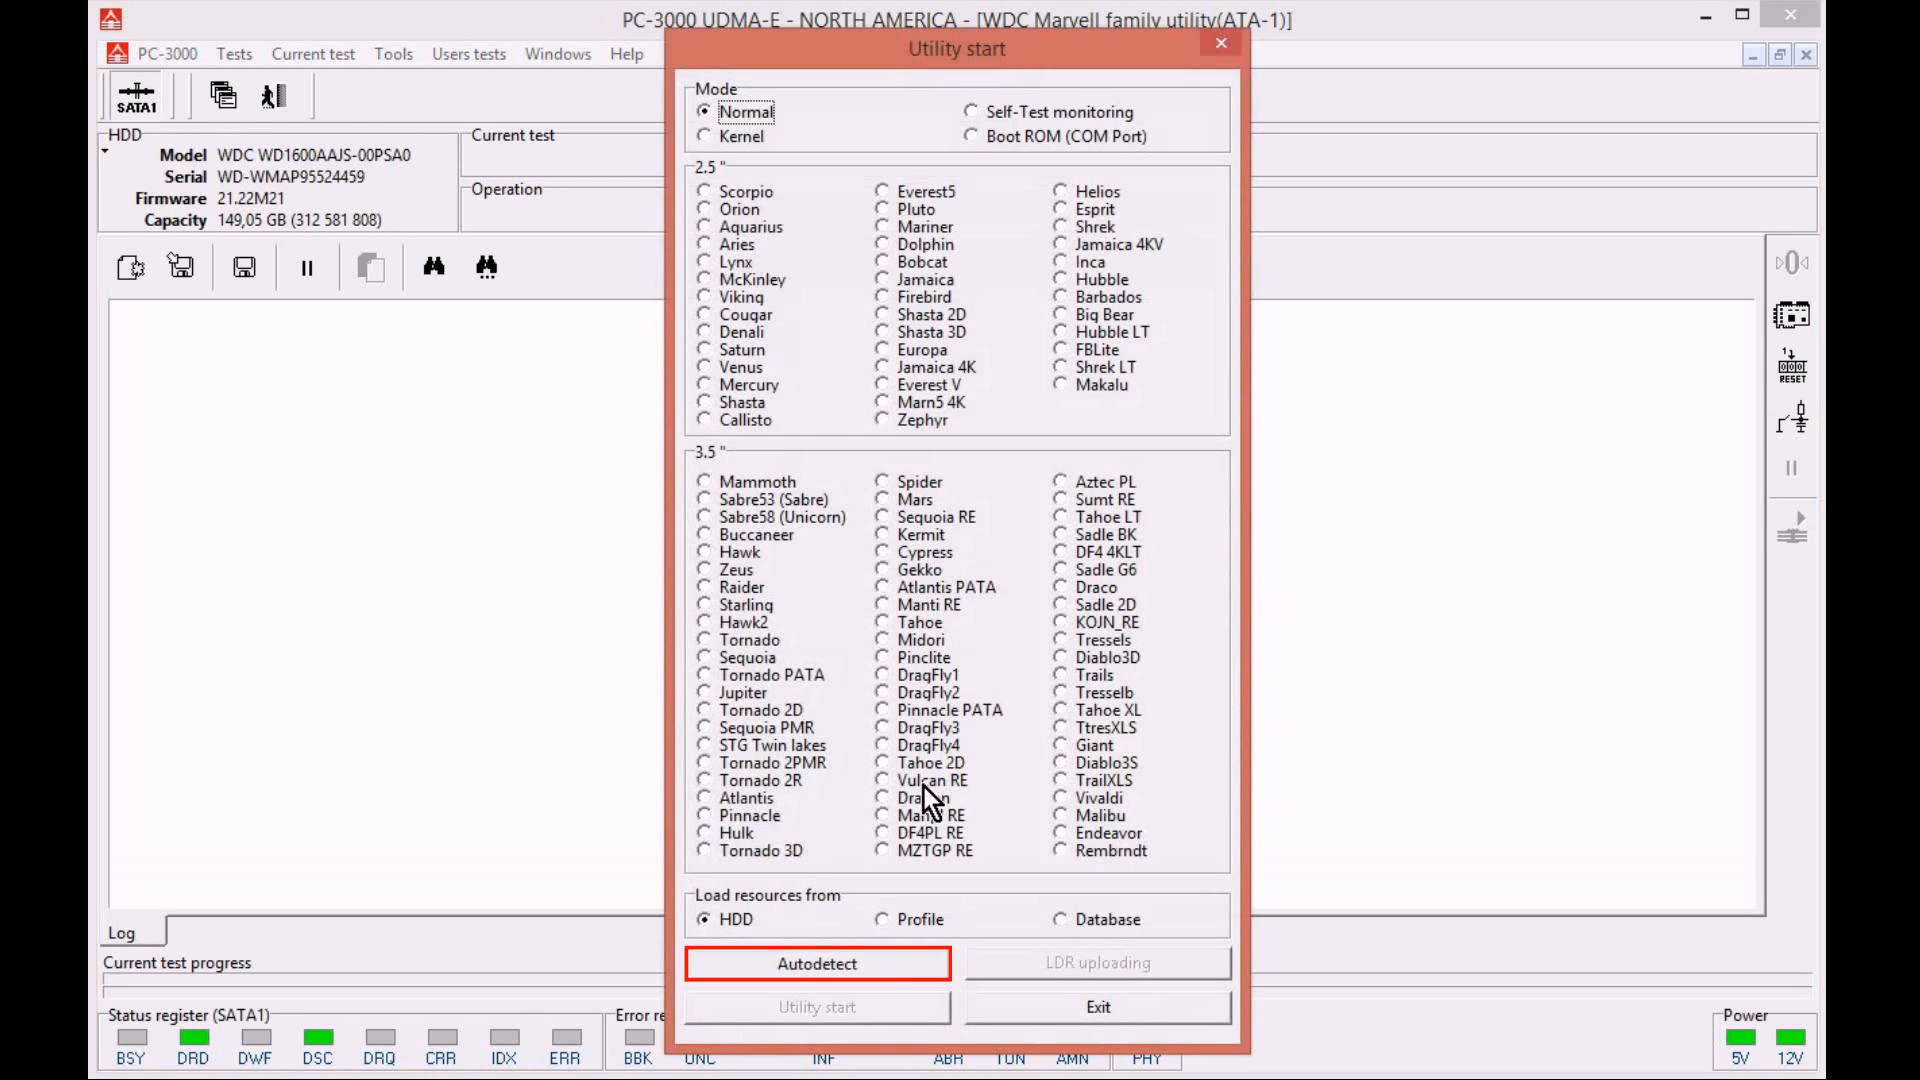 PC-3000 UDMA-E - NORTH AMERICA - [WDC Marvell family utility(ATA-1)]
PC-3000 Tests Current test Tools Users tests Windows Help
Utility start
SATA1
HDD
Model WDC WD1600AAJS-00PSA0
Serial WD-WMAP95524459
Firmware 21.22M21
Capacity 149,05 GB (312 581 808)
Current test
Operation
Mode
Normal Self-Test monitoring
Kernel Boot ROM (COM Port)
2.5 "
Scorpio Everest5 Helios
Orion Pluto Esprit
Aquarius Mariner Shrek
Aries Dolphin Jamaica 4KV
Lynx Bobcat Inca
McKinley Jamaica Hubble
Viking Firebird Barbados
Cougar Shasta 2D Big Bear
Denali Shasta 3D Hubble LT
Saturn Europa FBLite
Venus Jamaica 4K Shrek LT
Mercury Everest V Makalu
Shasta Marn5 4K
Callisto Zephyr
3.5 "
Mammoth Spider Aztec PL
Sabre53 (Sabre) Mars Sumt RE
Sabre58 (Unicorn) Sequoia RE Tahoe LT
Buccaneer Kermit Sadle BK
Hawk Cypress DF4 4KLT
Zeus Gekko Sadle G6
Raider Atlantis PATA Draco
Starling Manti RE Sadle 2D
Hawk2 Tahoe KOJN_RE
Tornado Midori Tressels
Sequoia Pinclite Diablo3D
Tornado PATA DragFly1 Trails
Jupiter DragFly2 Tresselb
Tornado 2D Pinnacle PATA Tahoe XL
Sequoia PMR DragFly3 TtresXLS
STG Twin lakes DragFly4 Giant
Tornado 2PMR Tahoe 2D Diablo3S
Tornado 2R Vulcan RE TrailXLS
Atlantis Vivaldi
Pinnacle RE Malibu
Hulk DF4PL RE Endeavor
Tornado 3D MZTGP RE Rembrndt
Load resources from
HDD Profile Database
Autodetect LDR uploading
Utility start Exit
RESET
Log
Current test progress
Status register (SATA1)
BSY DRD DWF DSC DRQ CRR IDX ERR
Error re
BBK UNC INF ABR TON AMN PHY
Power
5V 12V